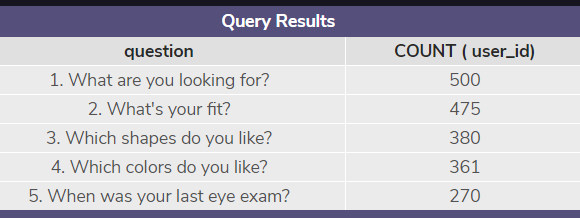 Query Results
question COUNT ( user_id)
1. What are you looking for? 500
2. What's your fit? 475
3. Which shapes do you like? 380
4. Which colors do you like? 361
5. When was your last eye exam? 270